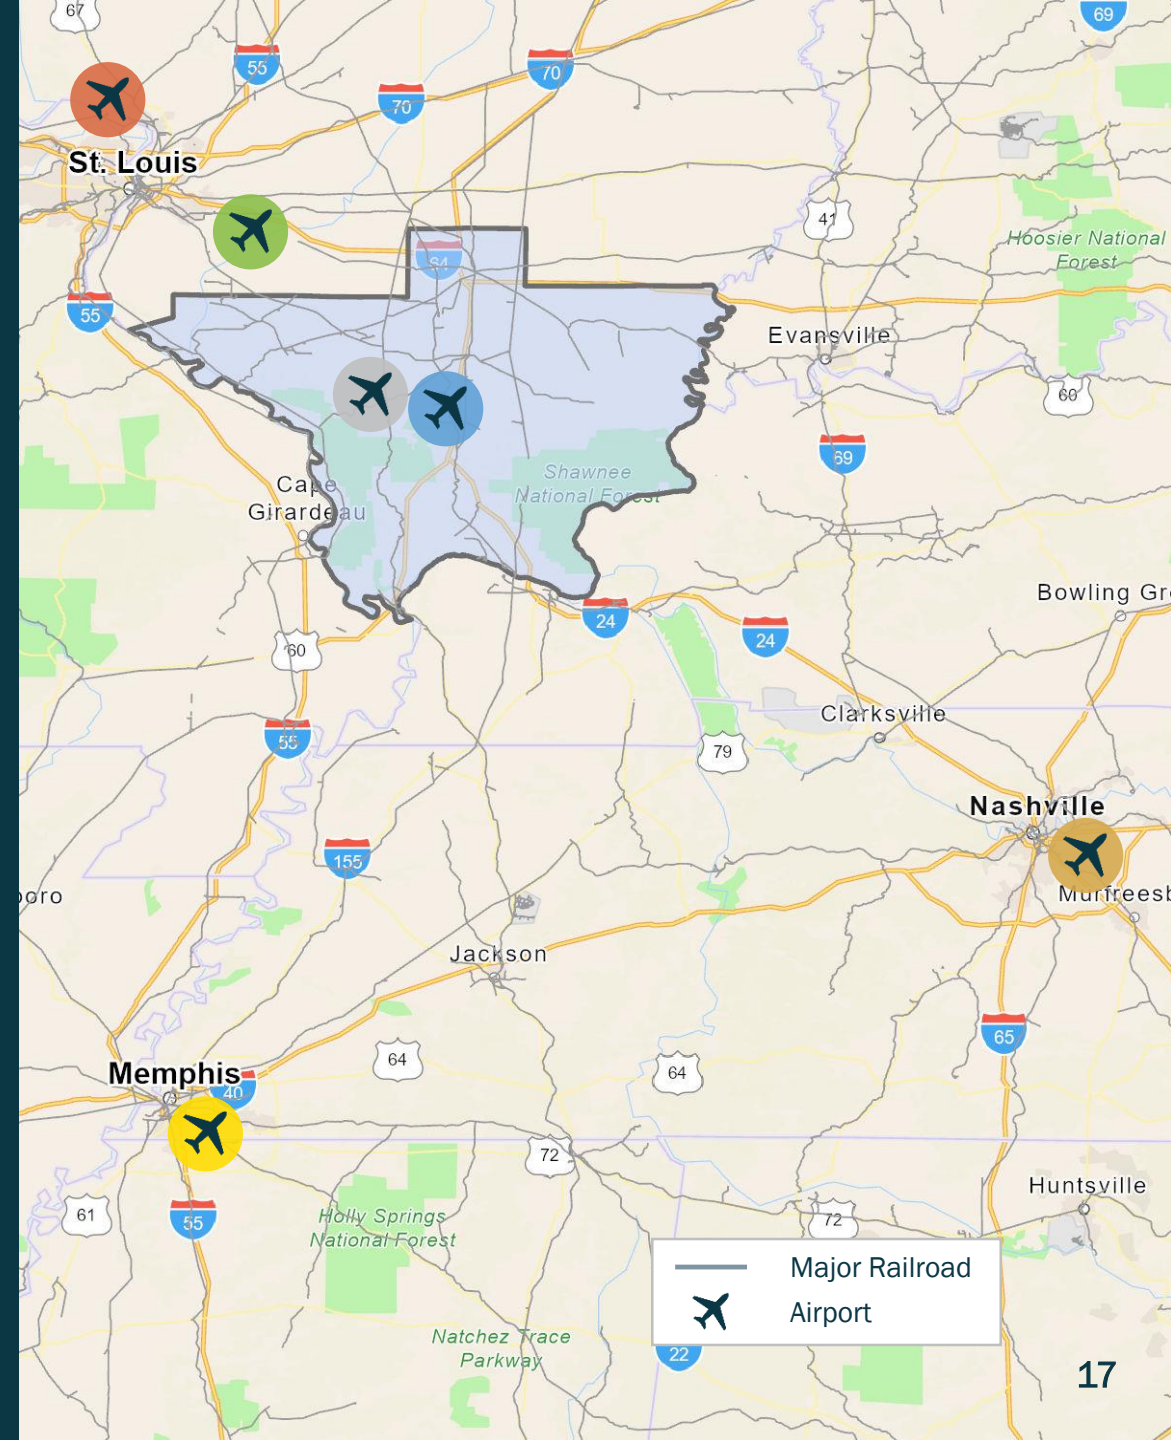 67
69
55
70
70
St. Louis
41
Hoosier National
Forest
64
55
Evansville
60
69
Shawnee
National Forest
Cape
Girardeau
Bowling Gr
24
24
60
Clarksville
55
79
Nashville
155
boro
Murfreesb
Jackson
65
64
64
Memphis
40
72
Huntsville
61
55
72
Holly Springs
National Forest
Major Railroad
Airport
Natchez Trace
Parkway
22
17